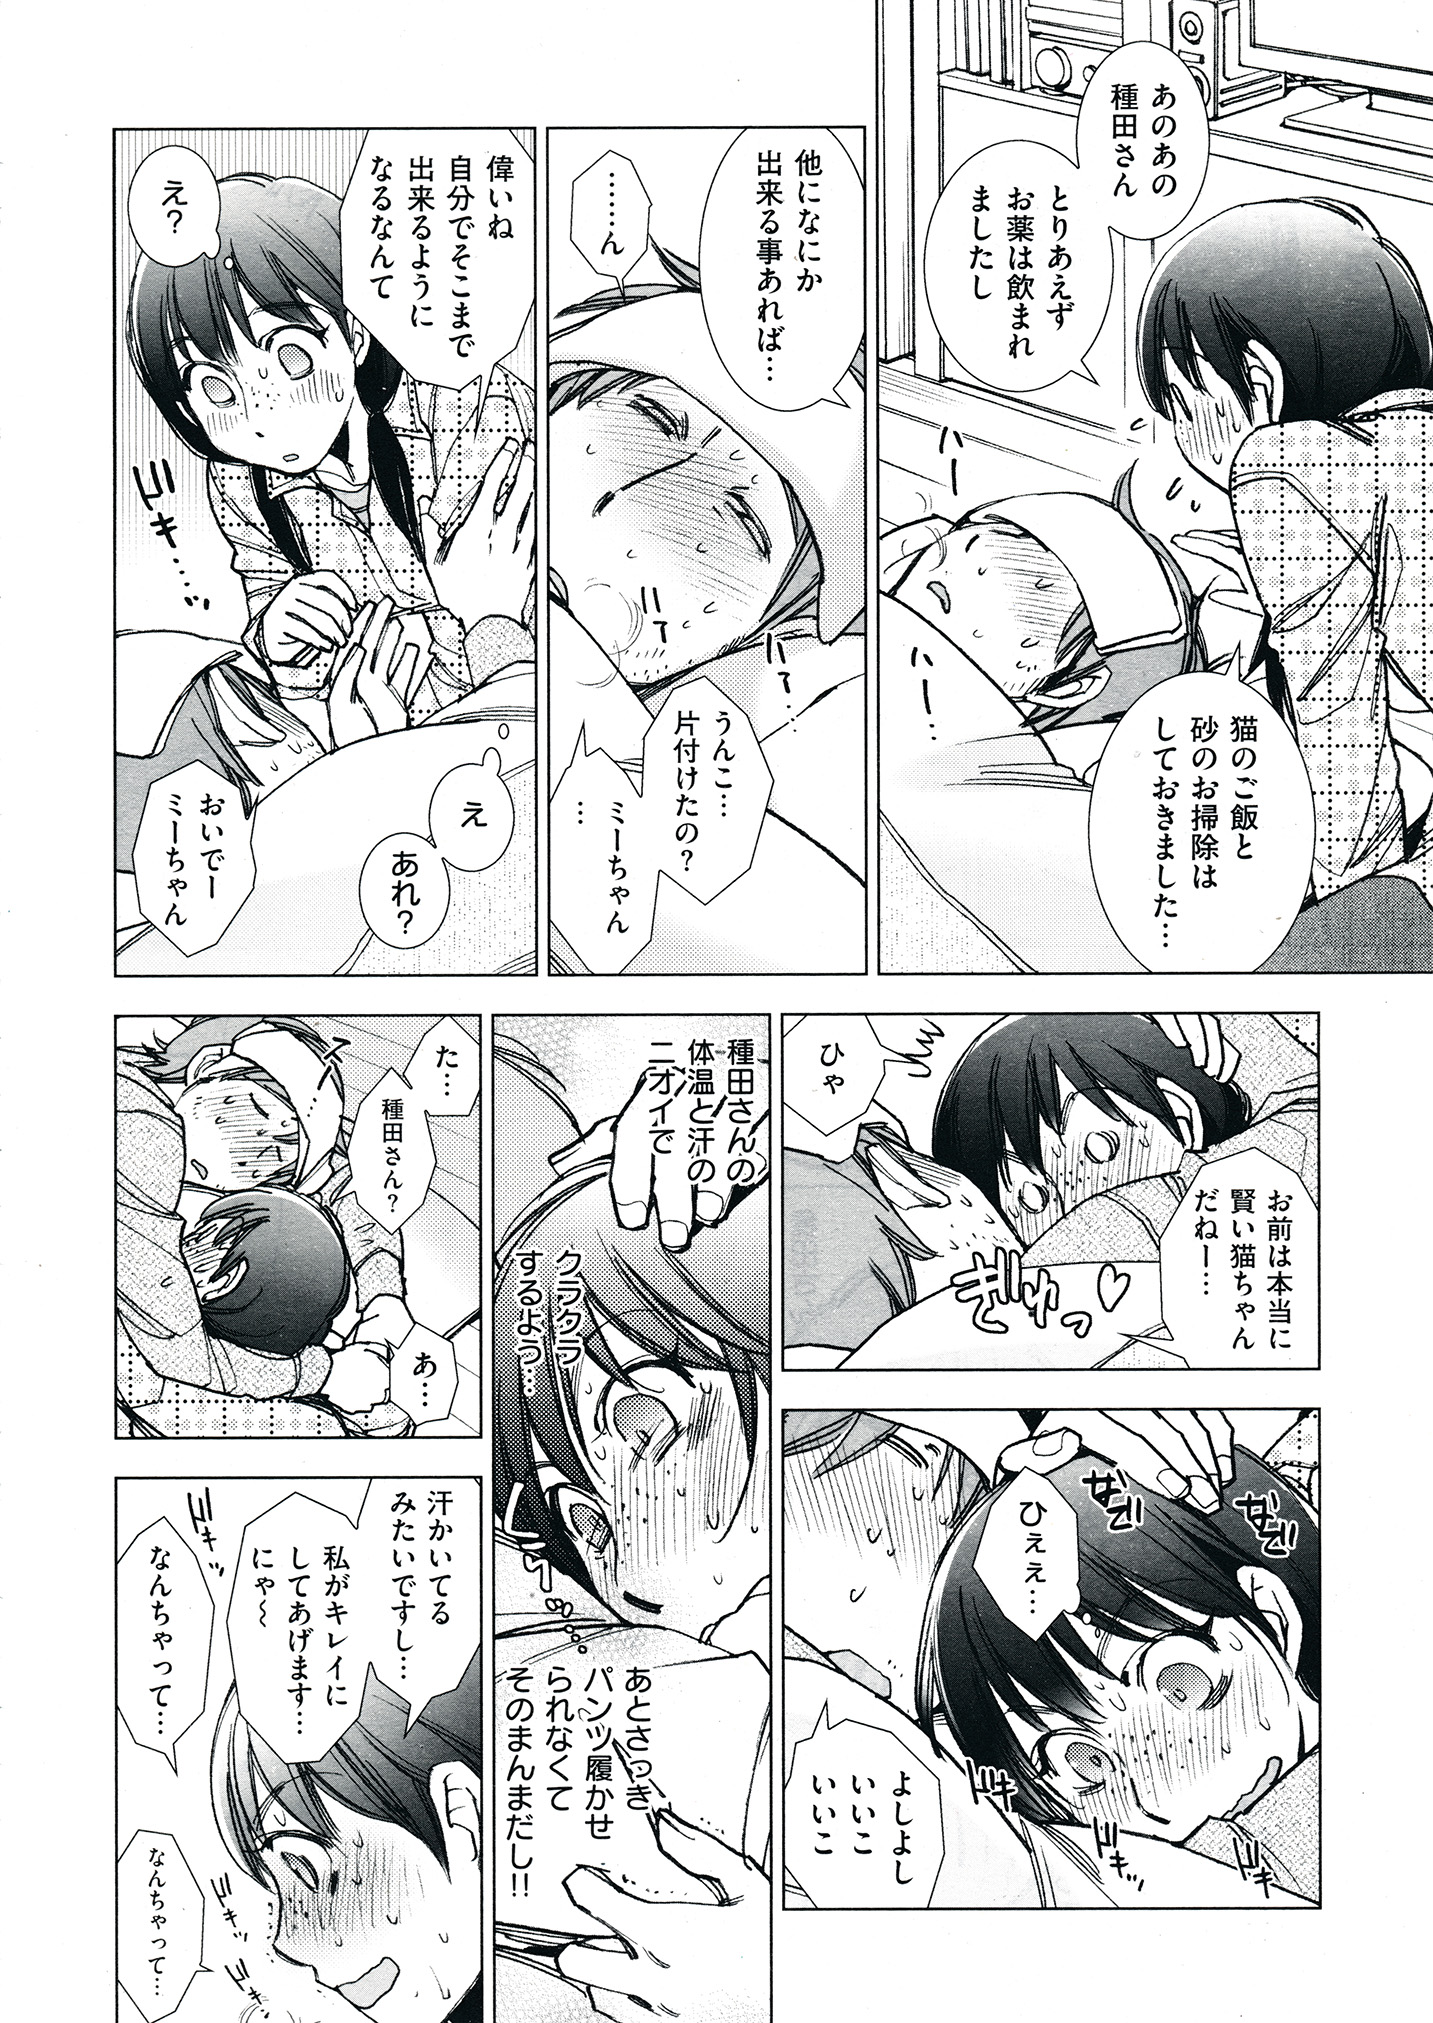 あのあの
種田さん
とりあえず
お薬は飲まれ
ました
ハー
ハー…
猫のご飯と
砂のお掃除は
しておきました…
他になにか
出来る事あれば…
……ん
ハァ
ハァ…
うんこ…
片付けたの?
ミーちゃん
…
偉いね
自分でそこまで
出来るように
なるなんて
え?
ドキ…
え
あれ?
おいでー
ミーちゃん
ひゃ
お前は本当に
賢い猫ちゃん
だねー…
ぎゅっ♡
なで
なで
ひぇぇ…
よしよし
いいこ
いいこ
ドキ
ドキ
ドキ
種田さんの
体温と汗の
ニオイで
クラクラ
するよう…
あとさっき
パンツ履かせ
られなくて
そのまんまだし!!
た…
種田さん?
スー
あ…
汗かいてる
みたいですし…
私がキレイに
してあげます…
にゃ～
ドキッ
なんちゃって…
なんちゃって…
ドキ…
ドキッ…